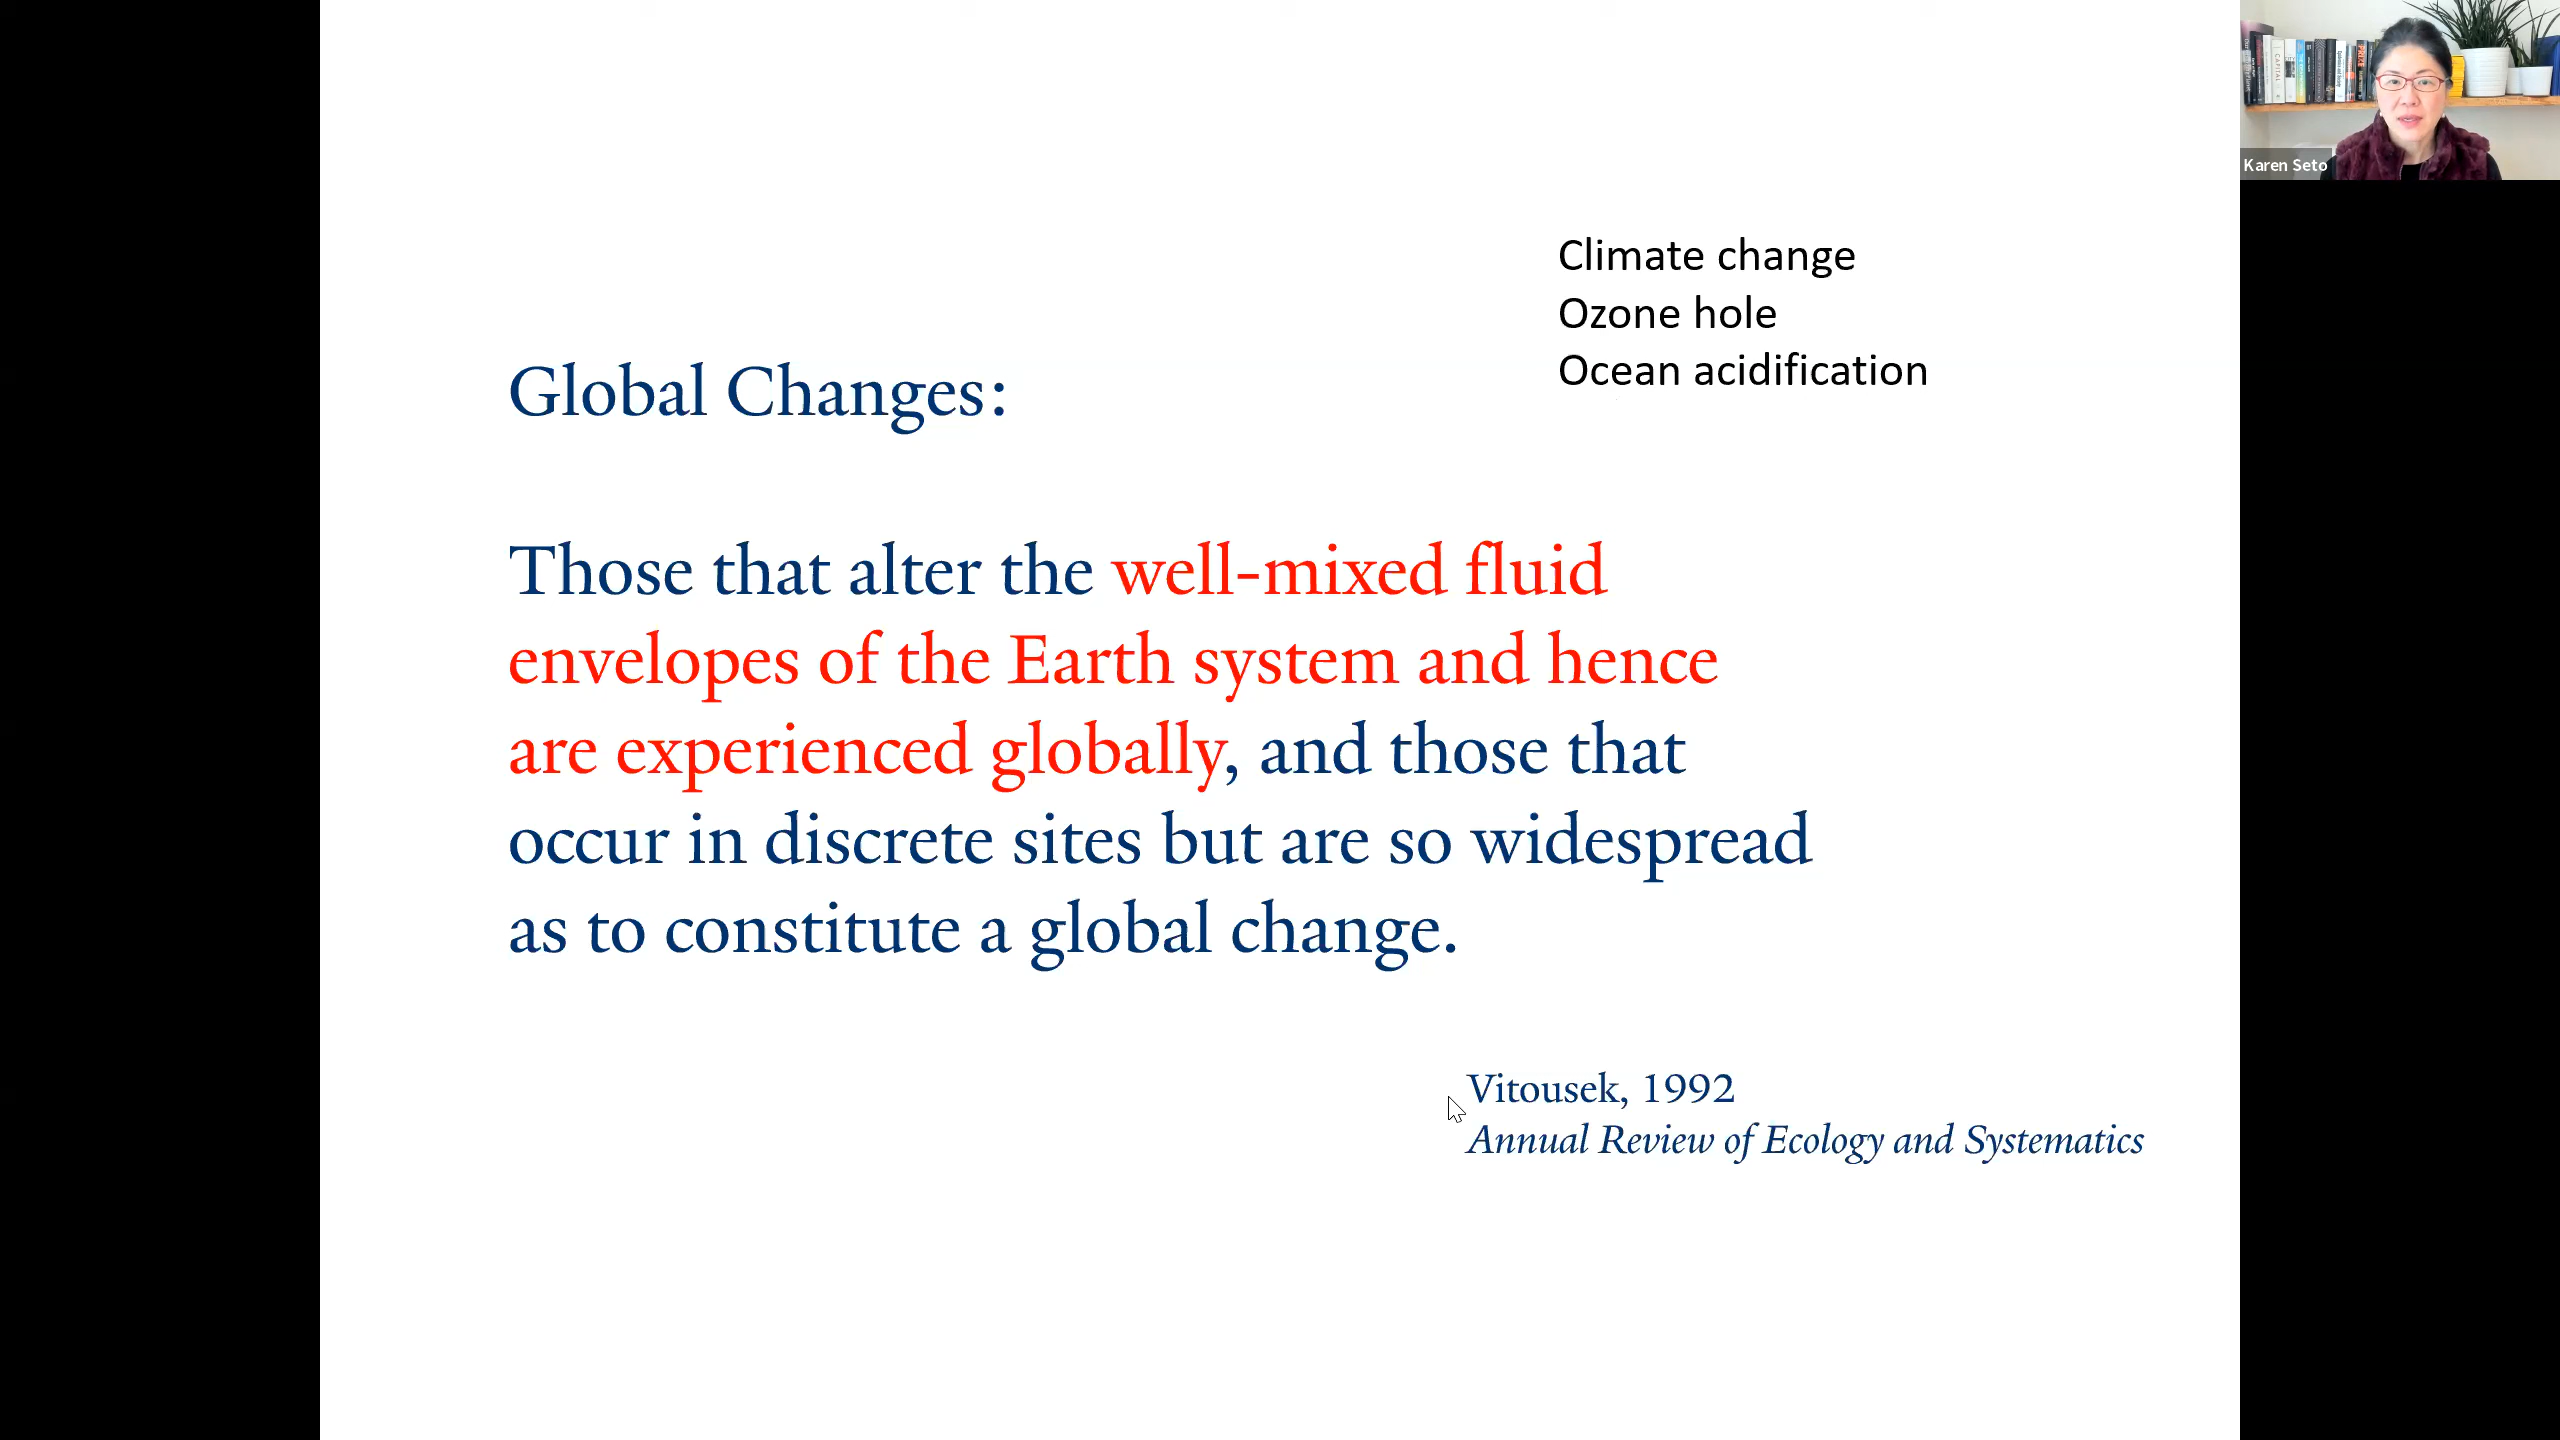 Climate change
Ozone hole
Ocean acidification
Global Changes:
Those that alter the well-mixed fluid
envelopes of the Earth system and hence
are experienced globally, and those that
occur in discrete sites but are so widespread
as to constitute a global change.
Vitousek, 1992
Annual Review of Ecology and Systematics
Karen Seto
CAPITAL